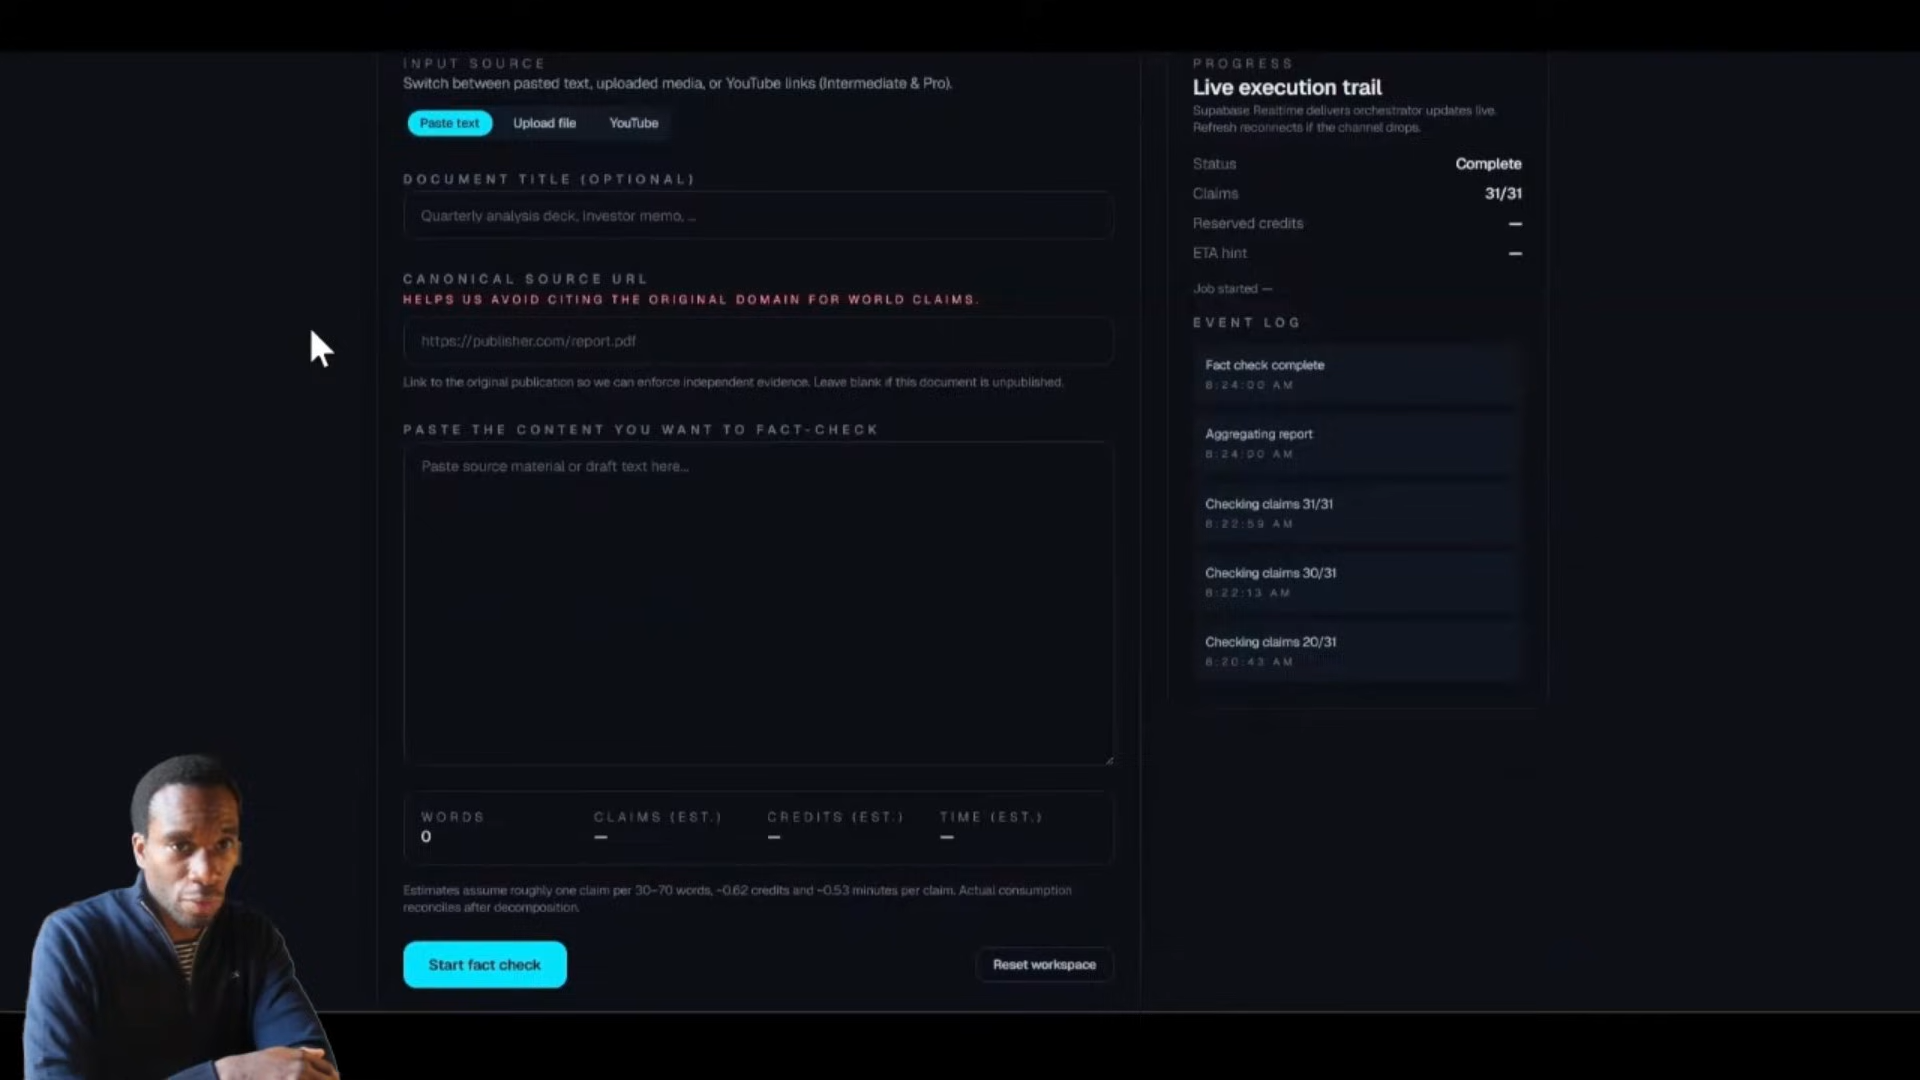 INPUT SOURCE
Switch between pasted text, uploaded media, or YouTube links (Intermediate & Pro).
Paste text
Upload file
YouTube
DOCUMENT TITLE (OPTIONAL)
Quarterly analysis deck, investor memo, ...
CANONICAL SOURCE URL
HELPS US AVOID CITING THE ORIGINAL DOMAIN FOR WORLD CLAIMS.
https://publisher.com/report.pdf
Link to the original publication so we can enforce independent evidence. Leave blank if this document is unpublished.
PASTE THE CONTENT YOU WANT TO FACT-CHECK
Paste source material or draft text here...
WORDS
0
CLAIMS (EST.)
—
CREDITS (EST.)
—
TIME (EST.)
—
Estimates assume roughly one claim per 30–70 words, ~0.62 credits and ~0.53 minutes per claim. Actual consumption
reconciles after decomposition.
Start fact check
Reset workspace
PROGRESS
Live execution trail
Supabase Realtime delivers orchestrator updates live.
Refresh reconnects if the channel drops.
Status Complete
Claims 31/31
Reserved credits —
ETA hint —
Job started —
EVENT LOG
Fact check complete
8:24:00 AM
Aggregating report
8:24:00 AM
Checking claims 31/31
8:22:59 AM
Checking claims 30/31
8:22:13 AM
Checking claims 20/31
8:20:43 AM